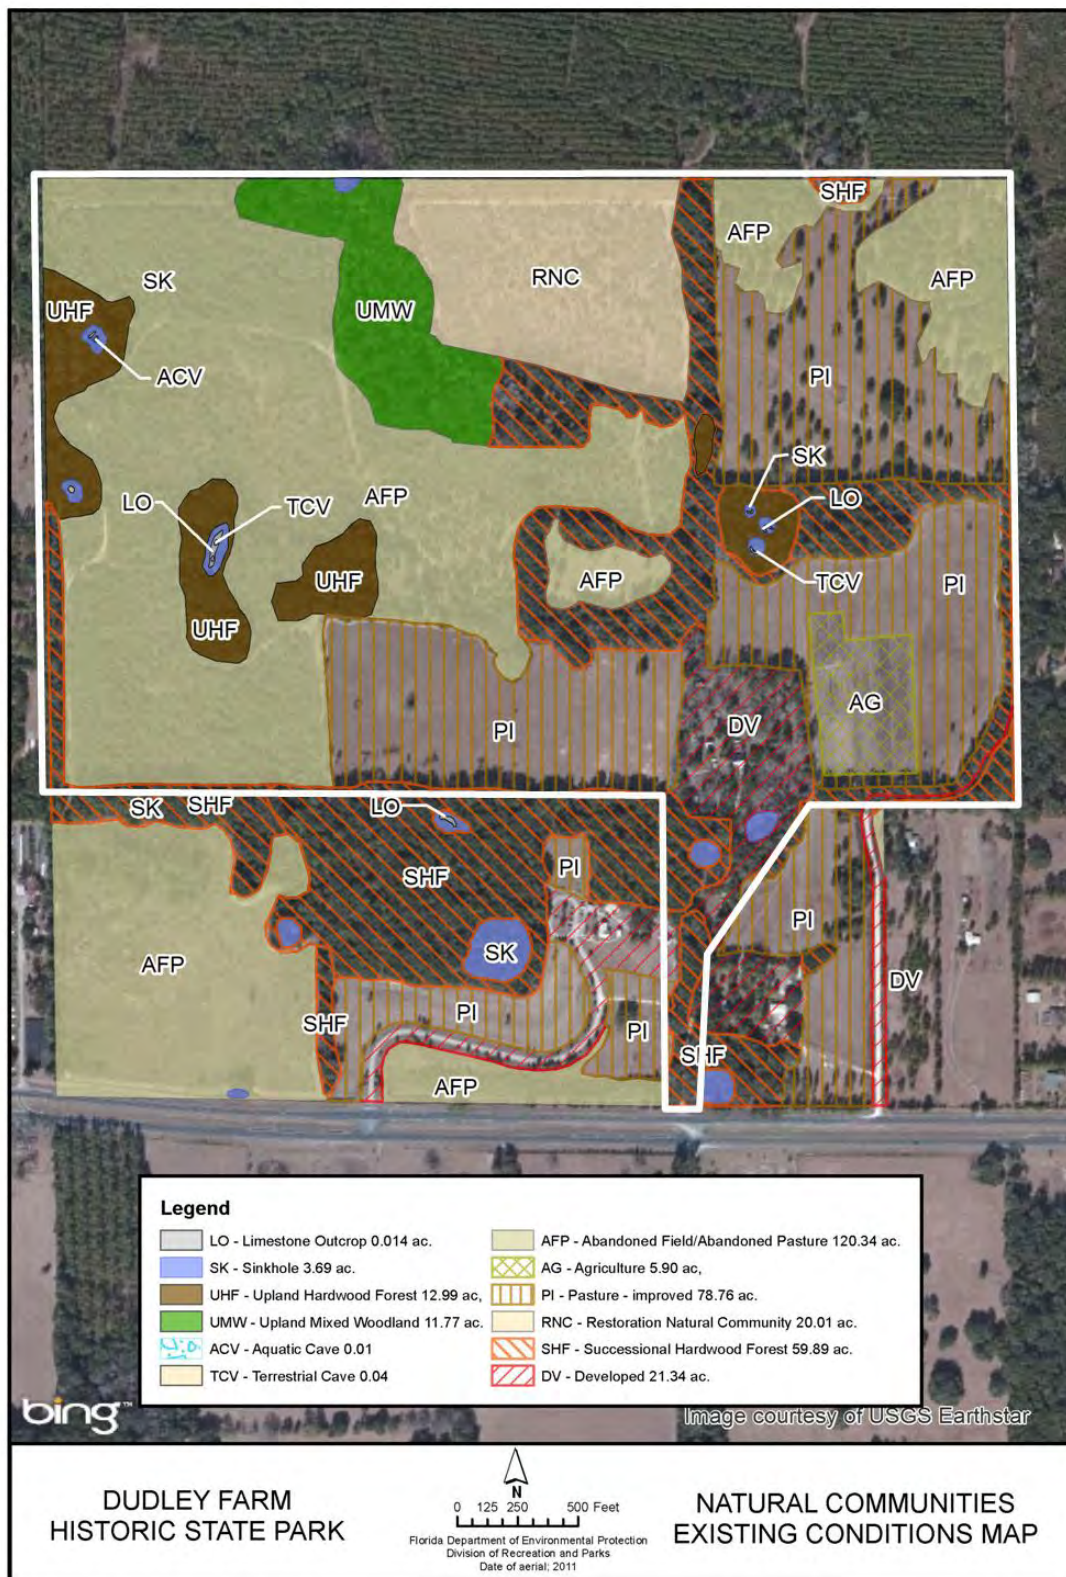 SHF
AFP
AFP
SK
RNC
UHF
UMW
ACV
PI
SK
LO
LO
TCV
AFP
UHF
AFP
TCV
PI
UHF
AG
DV
PI
SK
SHF
LO
SHF
PI
PI
SK
AFP
DV
SHF
PI
PI
SHF
AFP
Legend
LO - Limestone Outcrop 0.014 ac.
SK - Sinkhole 3.69 ac.
UHF - Upland Hardwood Forest 12.99 ac,
UMW - Upland Mixed Woodland 11.77 ac.
ACV - Aquatic Cave 0.01
TCV - Terrestrial Cave 0.04
AFP - Abandoned Field/Abandoned Pasture 120.34 ac.
AG - Agriculture 5.90 ac,
PI - Pasture - improved 78.76 ac.
RNC - Restoration Natural Community 20.01 ac.
SHF - Successional Hardwood Forest 59.89 ac.
DV - Developed 21.34 ac.
bing™
Image courtesy of USGS Earthstar
DUDLEY FARM
HISTORIC STATE PARK
N
0 125 250 500 Feet
Florida Department of Environmental Protection
Division of Recreation and Parks
Date of aerial; 2011
NATURAL COMMUNITIES
EXISTING CONDITIONS MAP